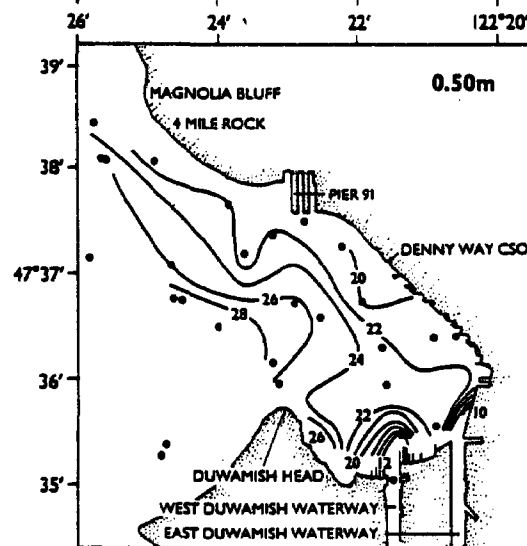 26' 24' 22' 122°20'
39'
0.50m
MAGNOLIA BLUFF
4 MILE ROCK
38'
PIER 91
DENNY WAY CSO
20
47°37'
26
28
22
24
36'
22
10
26
20
2
DUWAMISH HEAD
35'
WEST DUWAMISH WATERWAY
EAST DUWAMISH WATERWAY